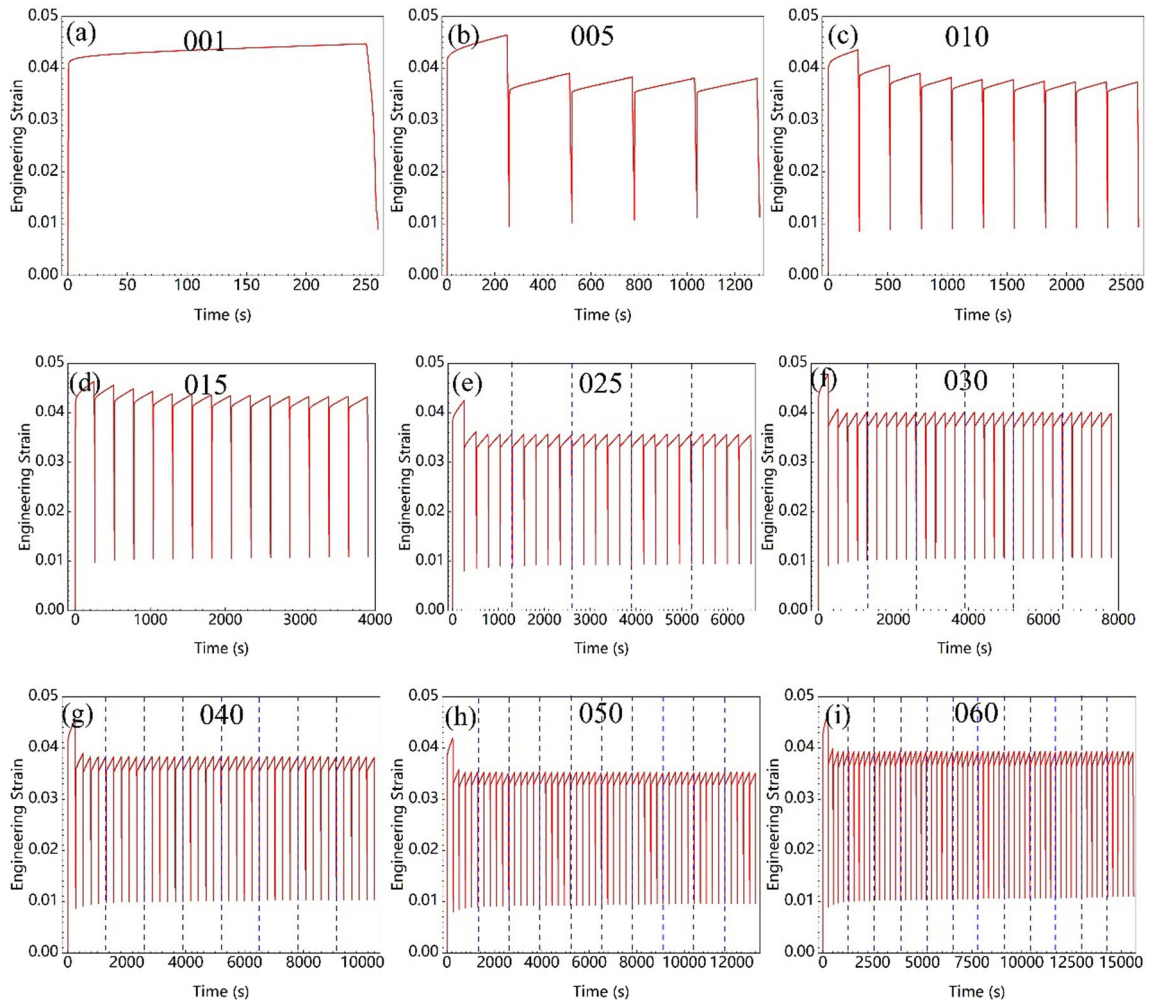 (a) 001
0.05
0.04
0.03
0.02
0.01
0.00
Engineering Strain
0 50 100 150 200 250
Time (s)
(b) 005
0.05
0.04
0.03
0.02
0.01
0.00
Engineering Strain
0 200 400 600 800 1000 1200
Time (s)
(c) 010
0.05
0.04
0.03
0.02
0.01
0.00
Engineering Strain
0 500 1000 1500 2000 2500
Time (s)
(d) 015
0.05
0.04
0.03
0.02
0.01
0.00
Engineering Strain
0 1000 2000 3000 4000
Time (s)
(e) 025
0.05
0.04
0.03
0.02
0.01
0.00
Engineering Strain
0 1000 2000 3000 4000 5000 6000
Time (s)
(f) 030
0.05
0.04
0.03
0.02
0.01
0.00
Engineering Strain
0 2000 4000 6000 8000
Time (s)
(g) 040
0.05
0.04
0.03
0.02
0.01
0.00
Engineering Strain
0 2000 4000 6000 8000 10000
Time (s)
(h) 050
0.05
0.04
0.03
0.02
0.01
0.00
Engineering Strain
0 2000 4000 6000 8000 10000 12000
Time (s)
(i) 060
0.05
0.04
0.03
0.02
0.01
0.00
Engineering Strain
0 2500 5000 7500 10000 12500 15000
Time (s)